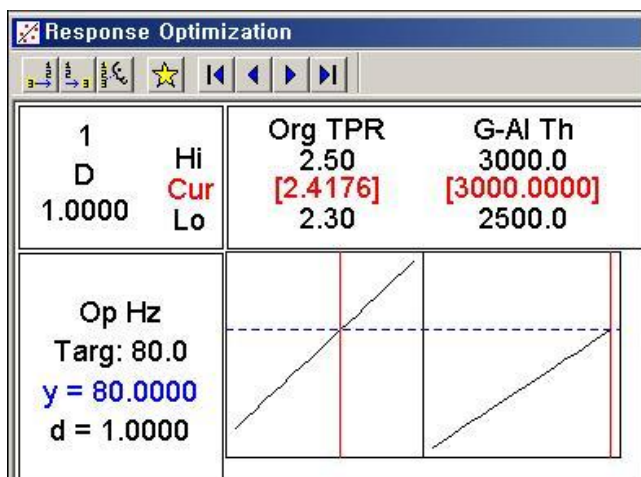 Response Optimization
1
D
1.0000
Hi
Cur
Lo
Org TPR
2.50
[2.4176]
2.30
G-Al Th
3000.0
[3000.0000]
2500.0
Op Hz
Targ: 80.0
y = 80.0000
d = 1.0000